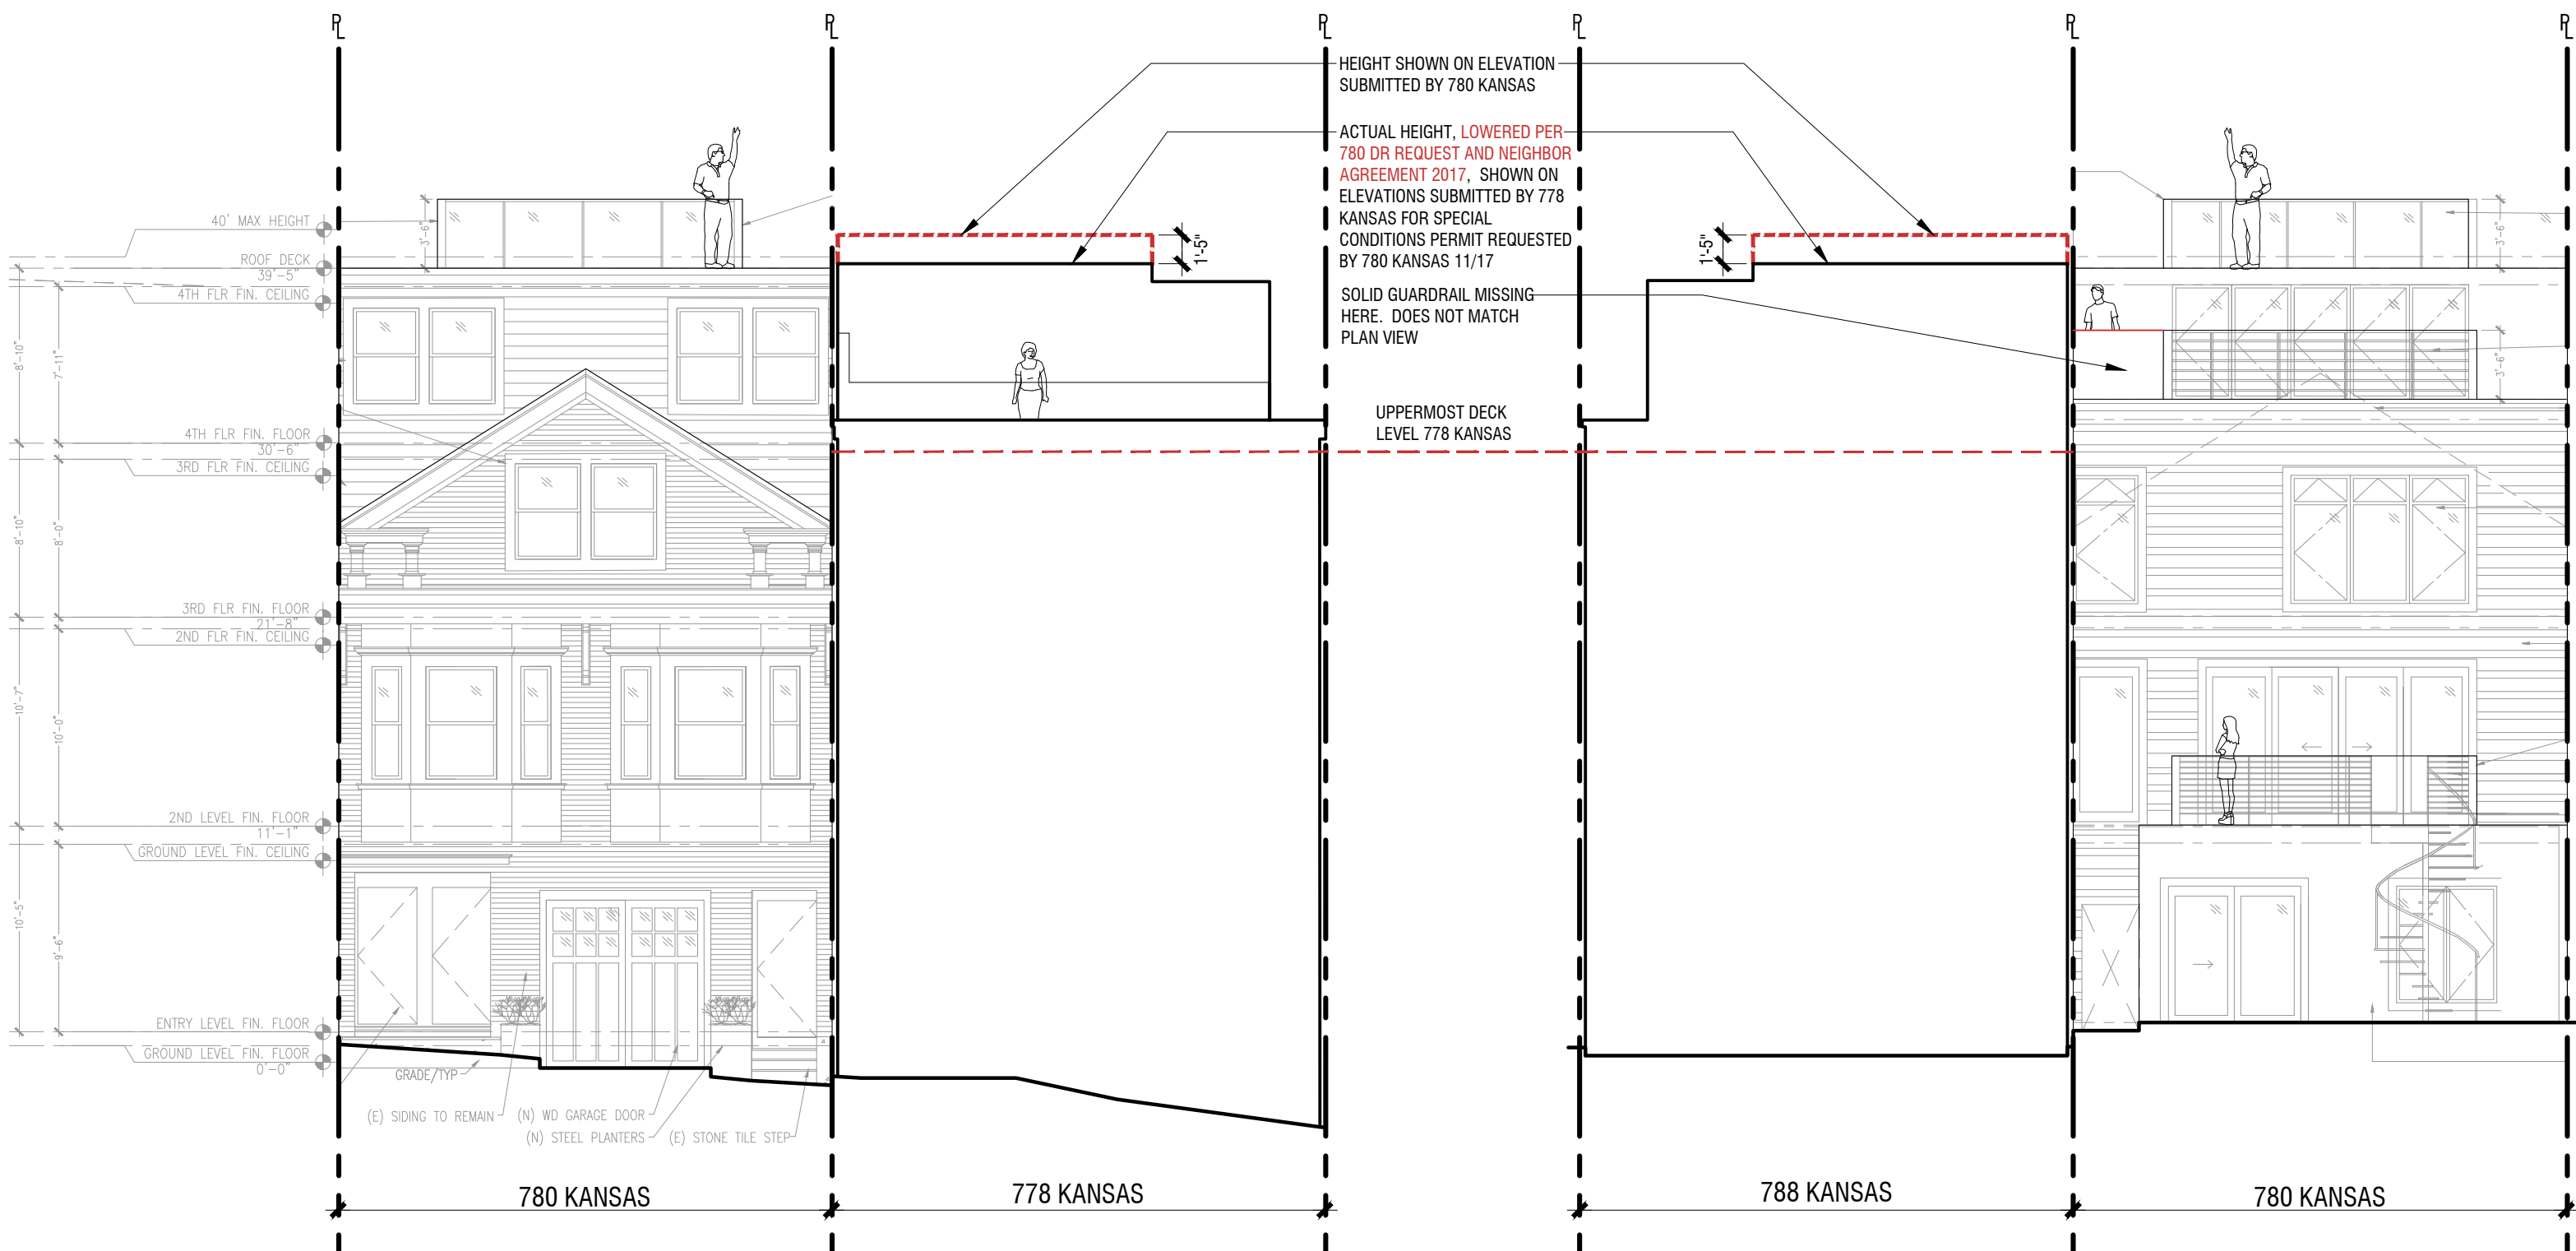 PL PL PL PL PL PL
HEIGHT SHOWN ON ELEVATION
SUBMITTED BY 780 KANSAS
ACTUAL HEIGHT, LOWERED PER
780 DR REQUEST AND NEIGHBOR
AGREEMENT 2017, SHOWN ON
ELEVATIONS SUBMITTED BY 778
KANSAS FOR SPECIAL
CONDITIONS PERMIT REQUESTED
BY 780 KANSAS 11/17
SOLID GUARDRAIL MISSING
HERE. DOES NOT MATCH
PLAN VIEW
UPPERMOST DECK
LEVEL 778 KANSAS
1'-5"
1'-5"
3'-6"
3'-6"
3'-6"
40' MAX HEIGHT
ROOF DECK
39'-5"
4TH FLR FIN. CEILING
4TH FLR FIN. FLOOR
30'-6"
3RD FLR FIN. CEILING
3RD FLR FIN. FLOOR
21'-8"
2ND FLR FIN. CEILING
2ND LEVEL FIN. FLOOR
11'-1"
GROUND LEVEL FIN. CEILING
ENTRY LEVEL FIN. FLOOR
GROUND LEVEL FIN. FLOOR
0'-0"
8'-10"
7'-11"
8'-10"
8'-0"
10'-7"
10'-0"
10'-5"
9'-6"
GRADE/TYP
(E) SIDING TO REMAIN
(N) WD GARAGE DOOR
(N) STEEL PLANTERS
(E) STONE TILE STEP
780 KANSAS
778 KANSAS
788 KANSAS
780 KANSAS